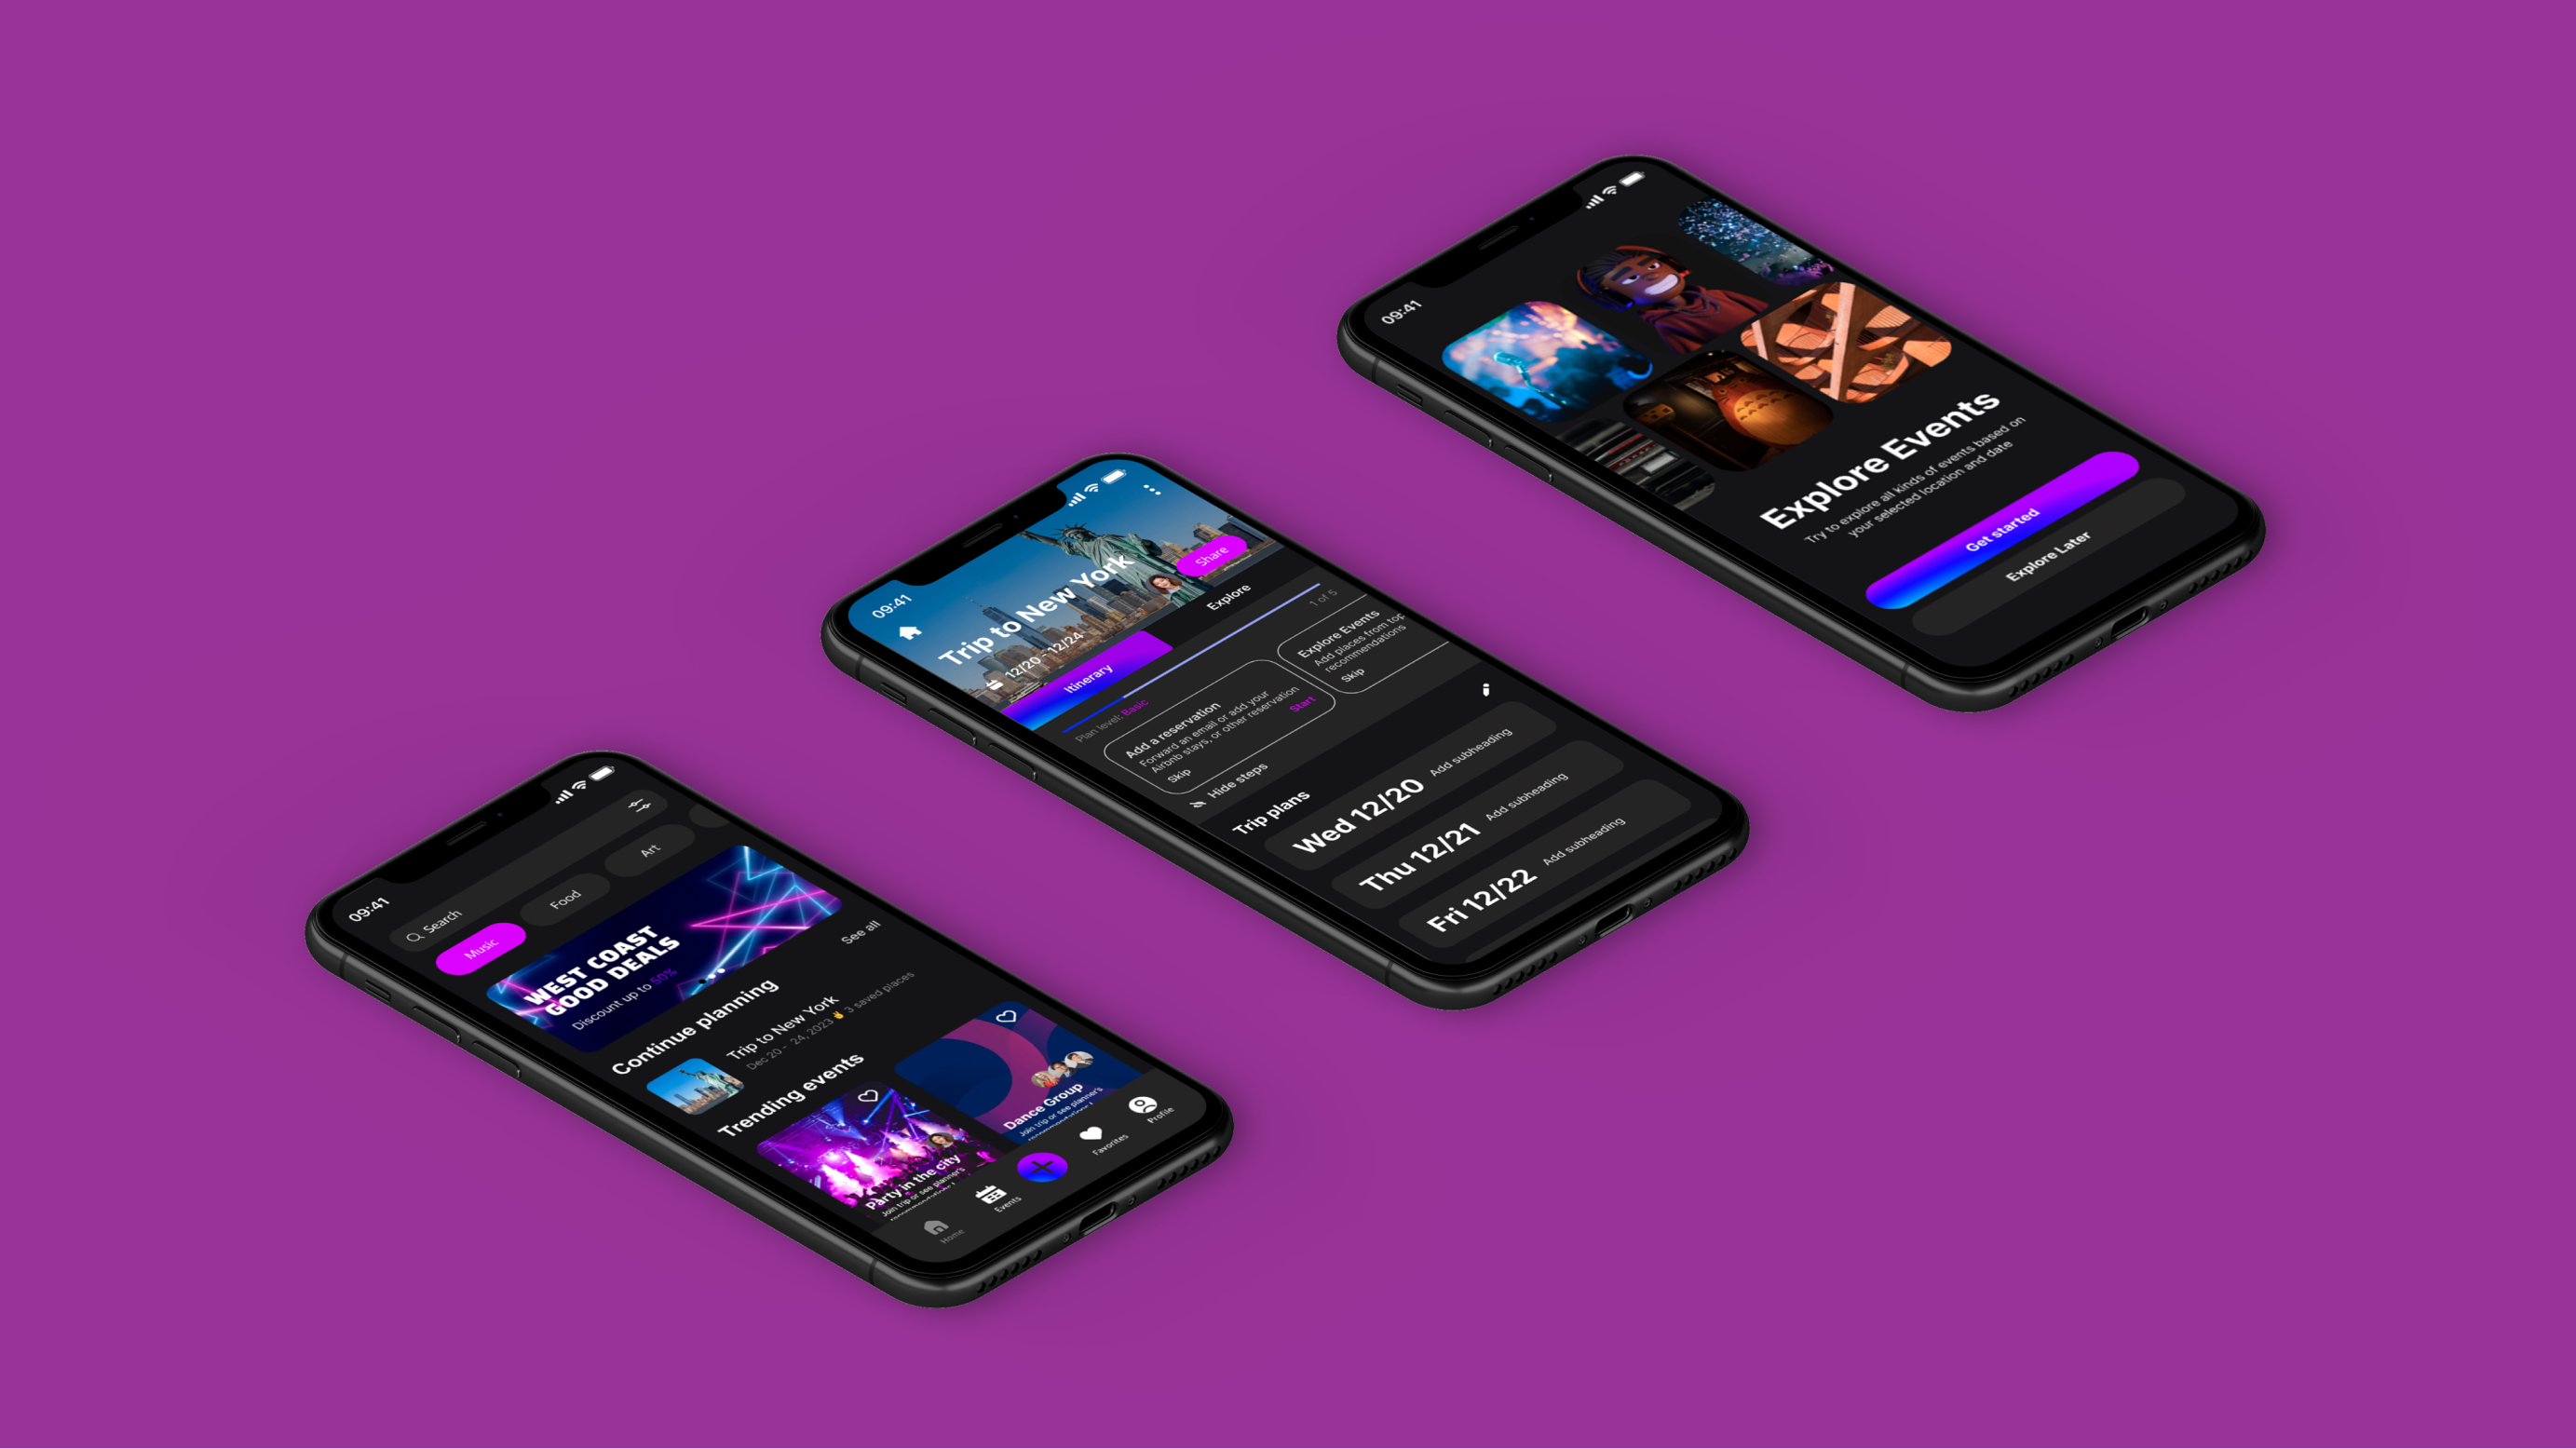 09:41
Search
Music
Food
Art
WEST COAST
GOOD DEALS
Discount up to 50%
Continue planning
See all
Trip to New York
Dec 20 - 24, 2023 ✌️ 3 saved places
Trending events
Party in the city
Join trip or see planner's
Dance Group
Join trip or see planner's
Home
Events
Favorites
Profile
09:41
Trip to New York
12/20 - 12/24
Share
Itinerary
Explore
Plan level: Basic
1 of 5
Add a reservation
Forward an email or add your
Airbnb stays, or other reservation
Skip
Start
Explore Events
Add places from top
recommendations
Skip
Hide steps
Trip plans
Wed 12/20
Add subheading
Thu 12/21
Add subheading
Fri 12/22
Add subheading
09:41
Explore Events
Try to explore all kinds of events based on
your selected location and date
Get started
Explore Later